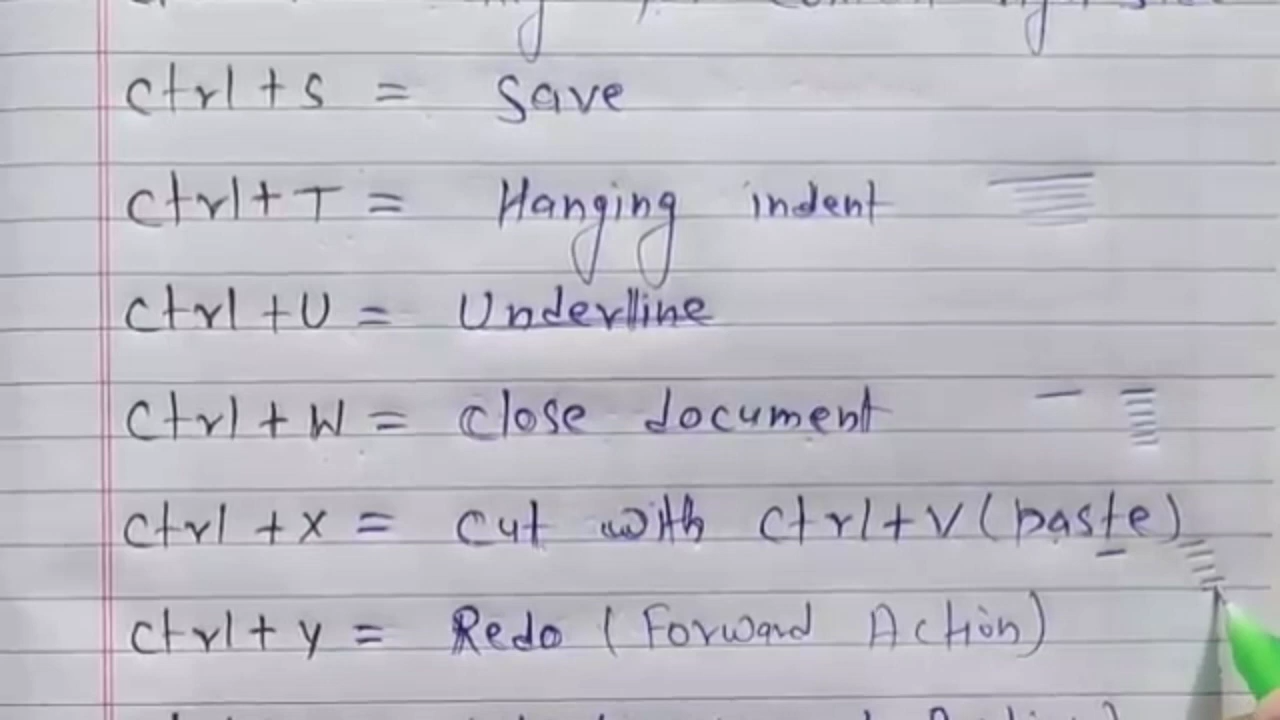 Ctrl + S = Save
Ctrl + T = Hanging indent
Ctrl + U = Underline
Ctrl + W = Close document
Ctrl + X = Cut with Ctrl + V (paste)
Ctrl + y = Redo (Forward Action)